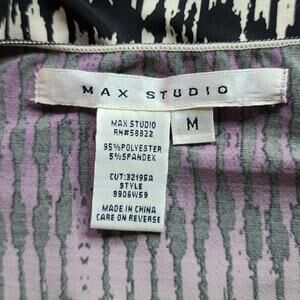 MAX STUDIO
MAX STUDIO
RN#58822
M
95%POLYESTER
5%SPANDEX
CUT:32195A
STYLE
9906W59
MADE IN CHINA
CARE ON REVERSE